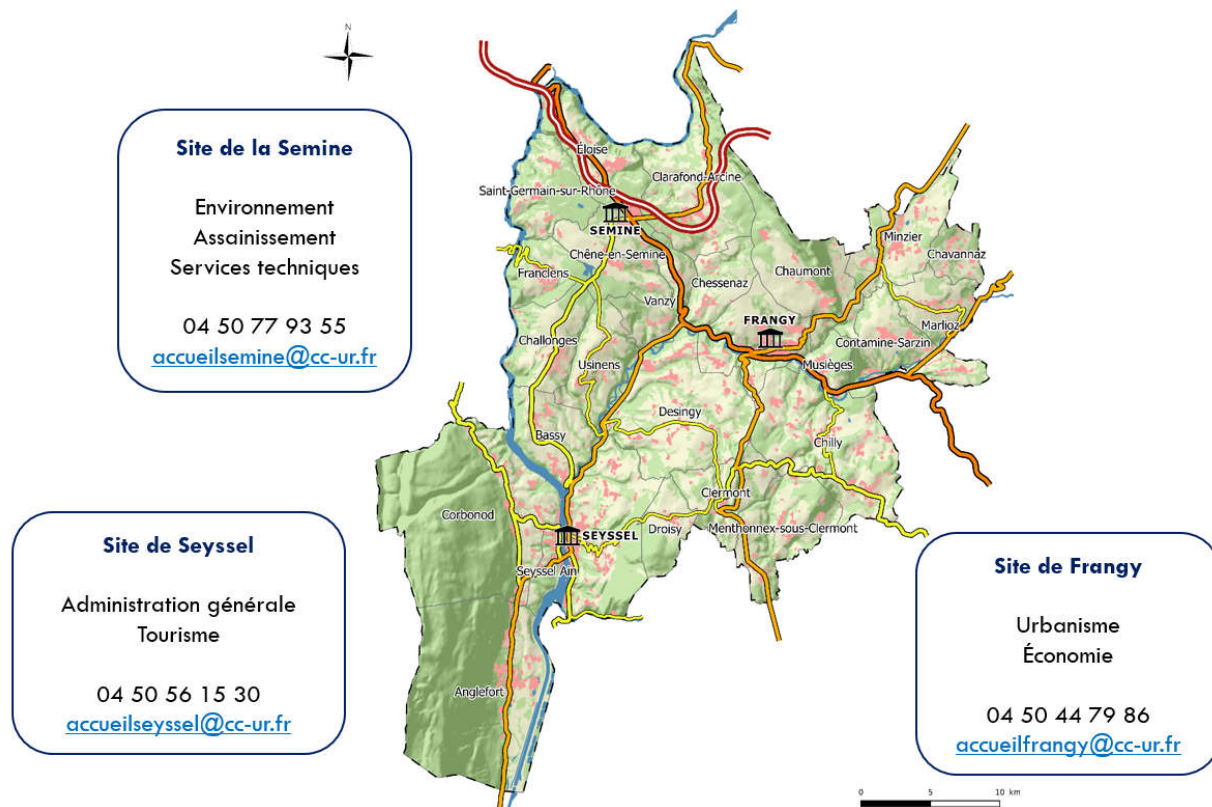 N
Site de la Semine
Environnement
Assainissement
Services techniques
04 50 77 93 55
accueilsemine@cc-ur.fr
Éloise
Clarafond-Arcine
Saint-Germain-sur-Rhône
SEMINE
Chêne-en-Semine
Franclens
Minzier
Chavannaz
Chaumont
Chessenaz
Vanzy
FRANGY
Marlioz
Contamine-Sarzin
Challonges
Usinens
Musièges
Desingy
Bassy
Chilly
Clermont
Corbonod
Droisy
Menthonnex-sous-Clermont
SEYSSEL
Seyssel Ain
Anglefort
Site de Seyssel
Administration générale
Tourisme
04 50 56 15 30
accueilseyssel@cc-ur.fr
Site de Frangy
Urbanisme
Économie
04 50 44 79 86
accueilfrangy@cc-ur.fr
0 5 10 km